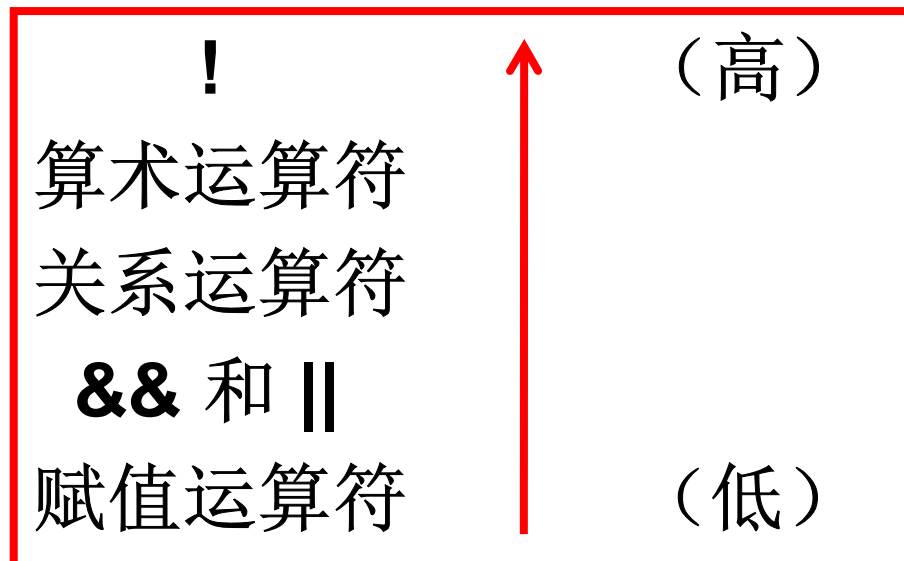 ! （高）
算术运算符
关系运算符
&& 和 ||
赋值运算符 （低）